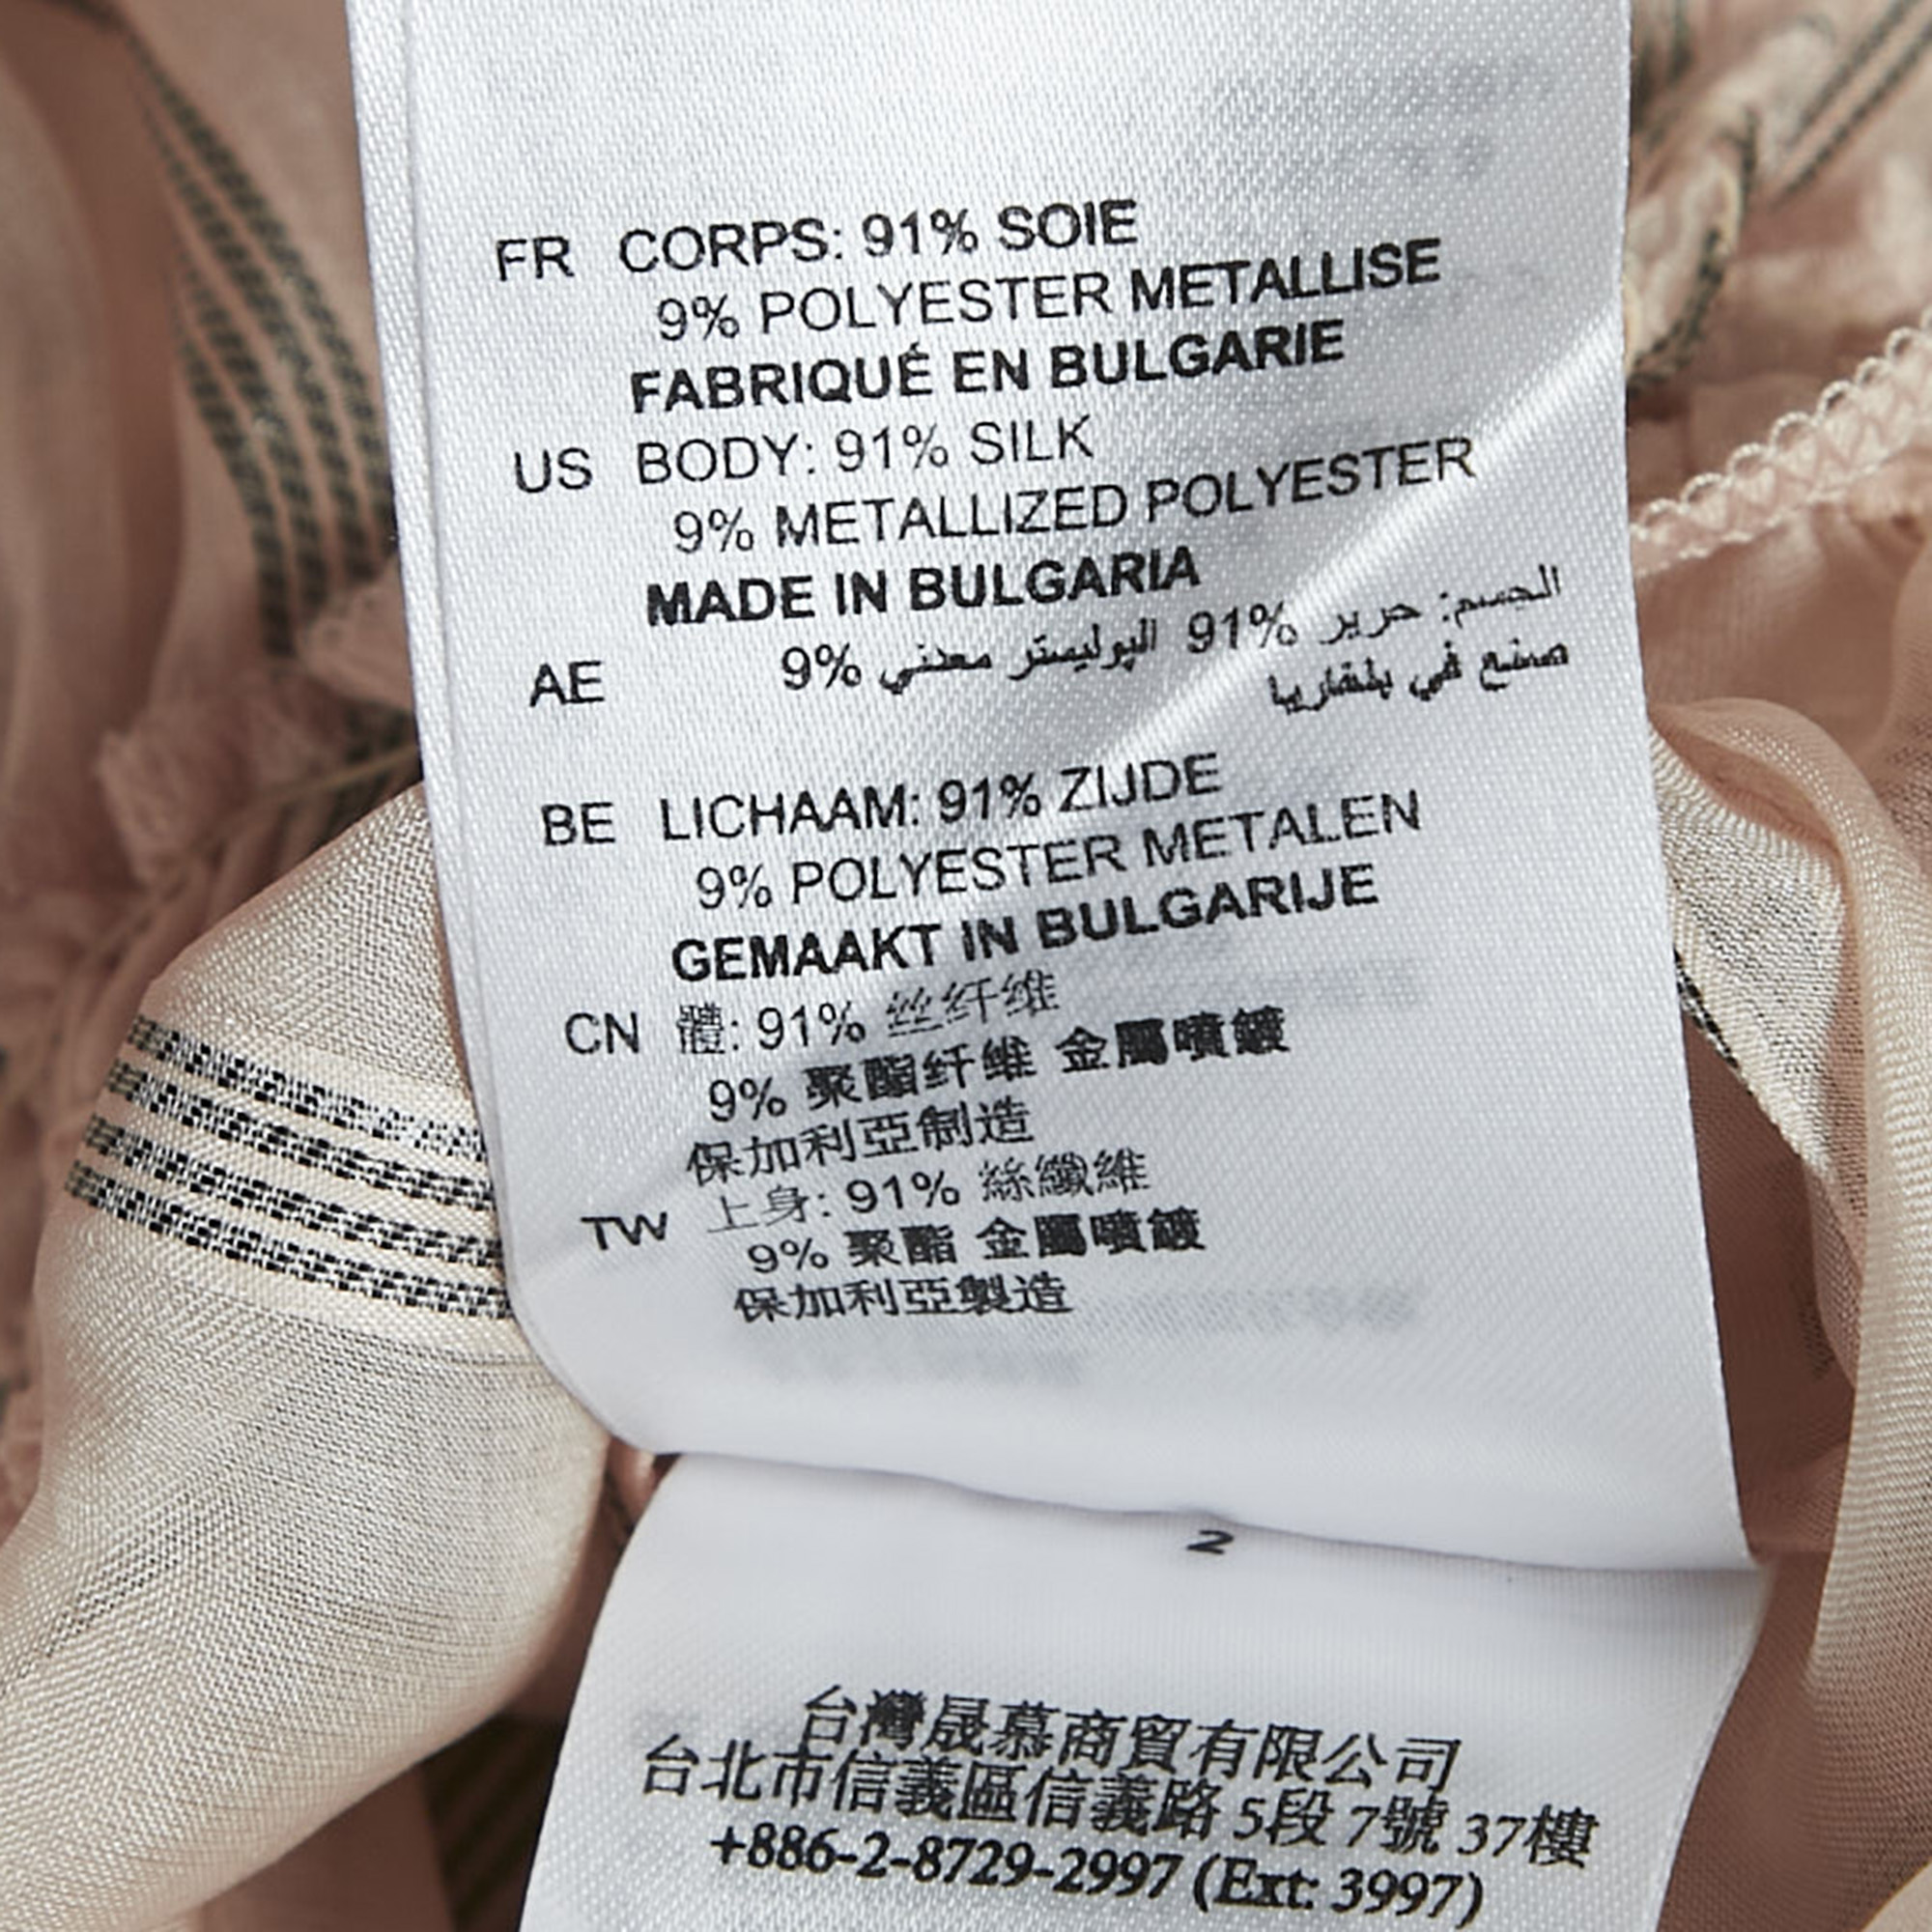 FR CORPS: 91% SOIE
9% POLYESTER METALLISE
FABRIQUÉ EN BULGARIE
US BODY: 91% SILK
9% METALLIZED POLYESTER
MADE IN BULGARIA
AE الجسم: حرير 91% البوليستر معدني 9%
صنع في بلغاريا
BE LICHAAM: 91% ZIJDE
9% POLYESTER METALEN
GEMAAKT IN BULGARIJE
CN 體: 91% 丝纤维
9% 聚酯纤维 金屬噴鍍
保加利亞制造
TW 上身: 91% 絲纖維
9% 聚酯 金屬噴鍍
保加利亞製造
2
台灣晟慕商貿有限公司
台北市信義區信義路 5段 7號 37樓
+886-2-8729-2997 (Ext: 3997)